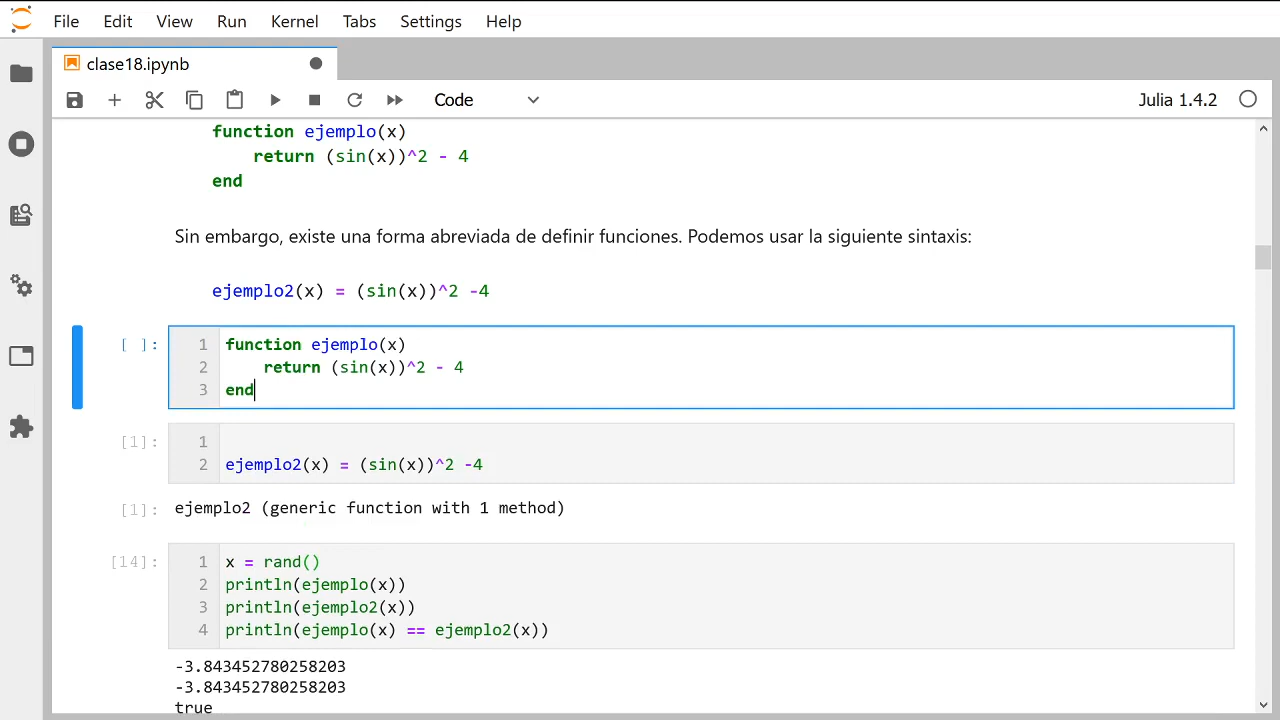 File Edit View Run Kernel Tabs Settings Help
clase18.ipynb
Code Julia 1.4.2
function ejemplo(x)
return (sin(x))^2 - 4
end
Sin embargo, existe una forma abreviada de definir funciones. Podemos usar la siguiente sintaxis:
ejemplo2(x) = (sin(x))^2 -4
[ ]: 1 function ejemplo(x)
2 return (sin(x))^2 - 4
3 end
[1]: 1
2 ejemplo2(x) = (sin(x))^2 -4
[1]: ejemplo2 (generic function with 1 method)
[14]: 1 x = rand()
2 println(ejemplo(x))
3 println(ejemplo2(x))
4 println(ejemplo(x) == ejemplo2(x))
-3.843452780258203
-3.843452780258203
true